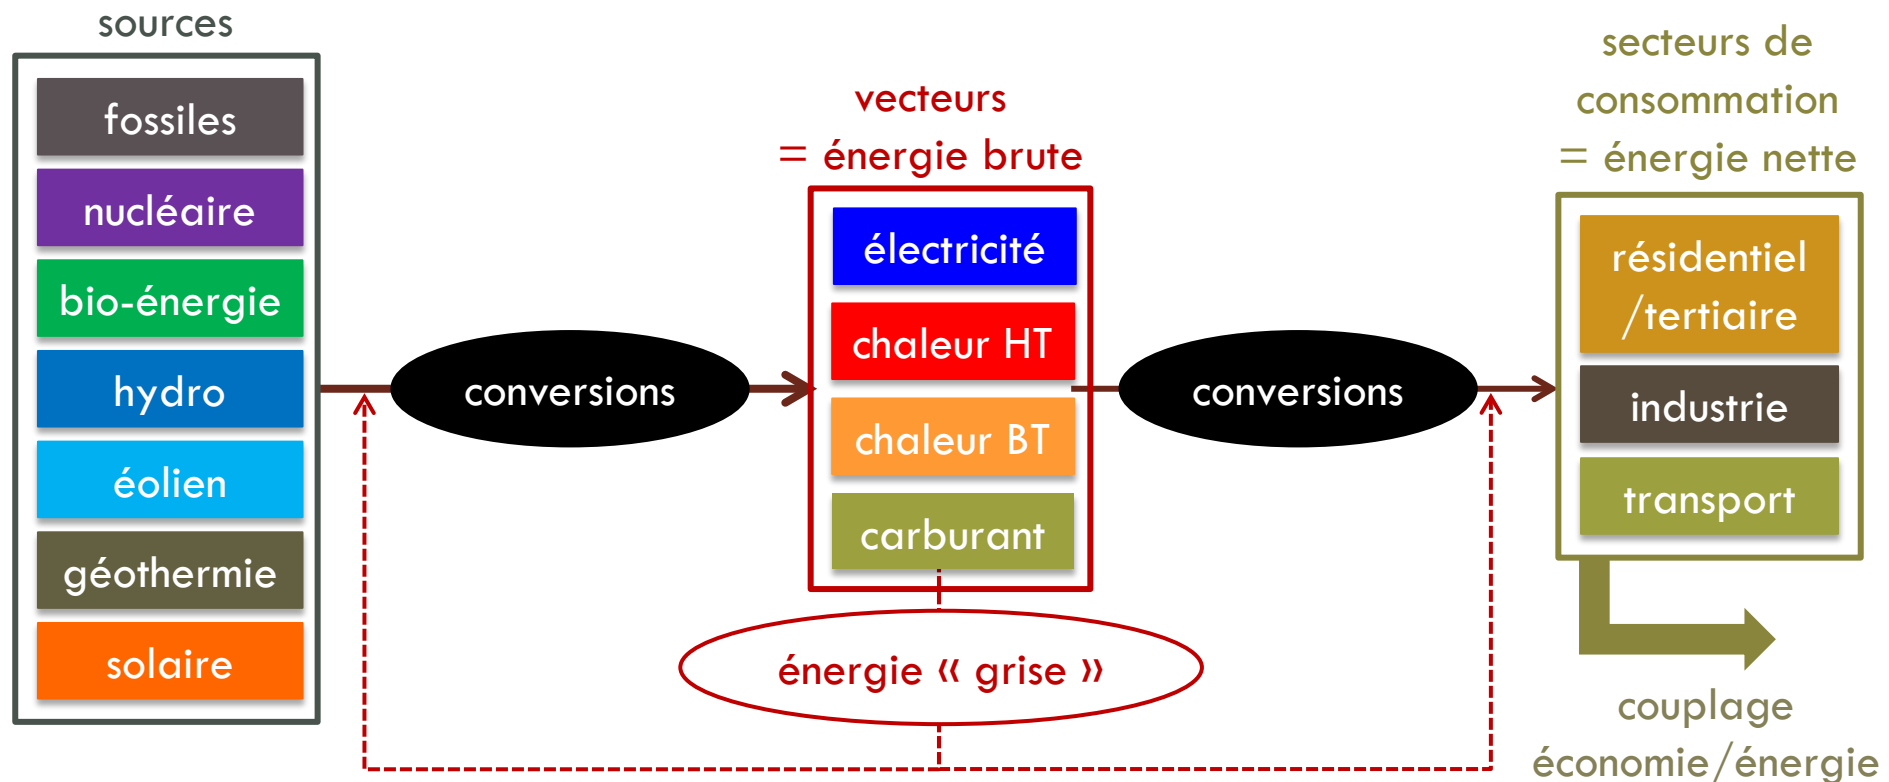 sources
fossiles
nucléaire
bio-énergie
hydro
éolien
géothermie
solaire
conversions
vecteurs
= énergie brute
électricité
chaleur HT
chaleur BT
carburant
énergie « grise »
conversions
secteurs de
consommation
= énergie nette
résidentiel
/tertiaire
industrie
transport
couplage
économie/énergie